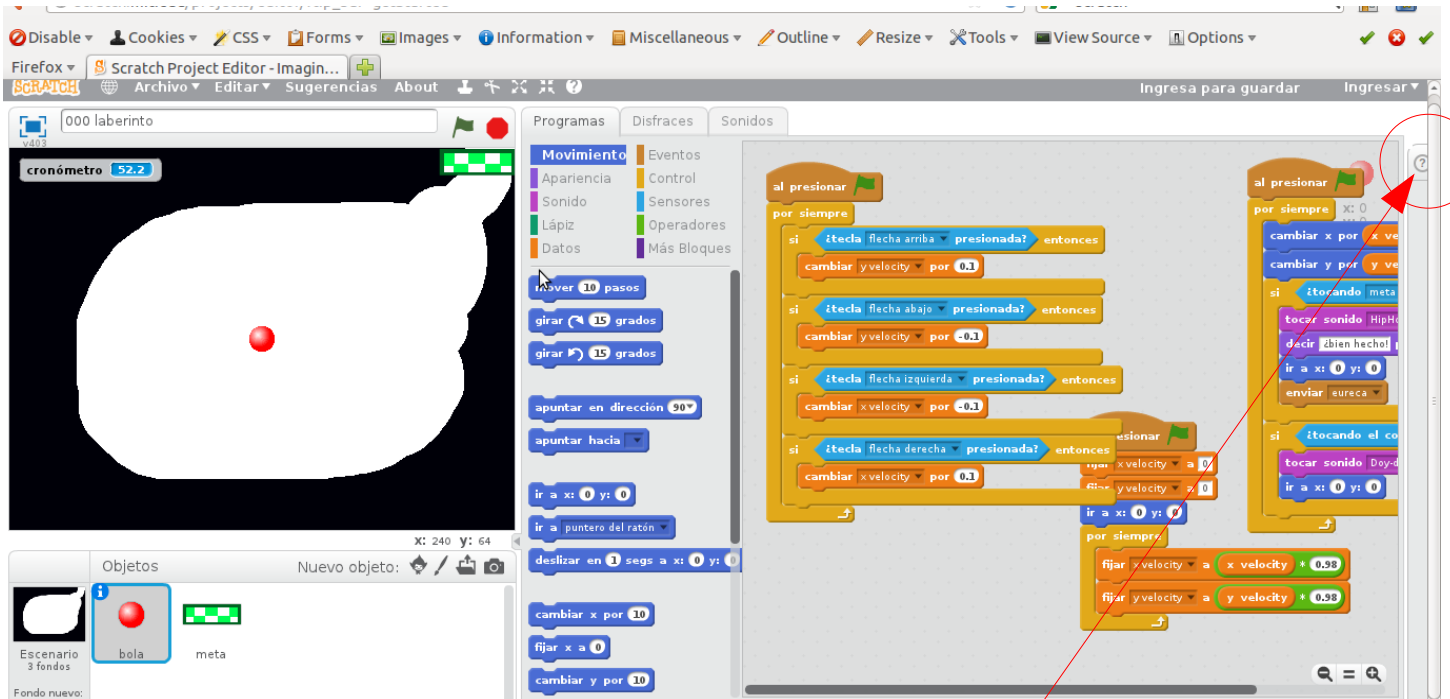 Disable Cookies CSS Forms Images Information Miscellaneous Outline Resize Tools View Source Options
Firefox Scratch Project Editor - Imagin...
SCRATCH Archivo Editar Sugerencias About Ingresa para guardar Ingresar
000 laberinto
v403
cronómetro 52.2
X: 240 y: 64
Objetos Nuevo objeto:
Escenario
3 fondos
Fondo nuevo:
bola
meta
Programas Disfraces Sonidos
Movimiento Eventos
Apariencia Control
Sonido Sensores
Lápiz Operadores
Datos Más Bloques
mover 10 pasos
girar 15 grados
girar 15 grados
apuntar en dirección 90
apuntar hacia
ir a x: 0 y: 0
ir a puntero del ratón
deslizar en 1 segs a x: 0 y: 0
cambiar x por 10
fijar x a 0
cambiar y por 10
al presionar
por siempre
si ¿tecla flecha arriba presionada? entonces
cambiar y velocity por 0.1
si ¿tecla flecha abajo presionada? entonces
cambiar y velocity por -0.1
si ¿tecla flecha izquierda presionada? entonces
cambiar x velocity por -0.1
si ¿tecla flecha derecha presionada? entonces
cambiar x velocity por 0.1
esionar
fijar x velocity a 0
fijar y velocity a 0
ir a x: 0 y: 0
por siempre
fijar x velocity a x velocity * 0.98
fijar y velocity a y velocity * 0.98
al presionar
por siempre
x: 0
cambiar x por x ve
cambiar y por y ve
si ¿tocando meta
tocar sonido HipHo
decir ¿bien hecho!
ir a x: 0 y: 0
enviar eureca
si ¿tocando el co
tocar sonido Doy-d
ir a x: 0 y: 0